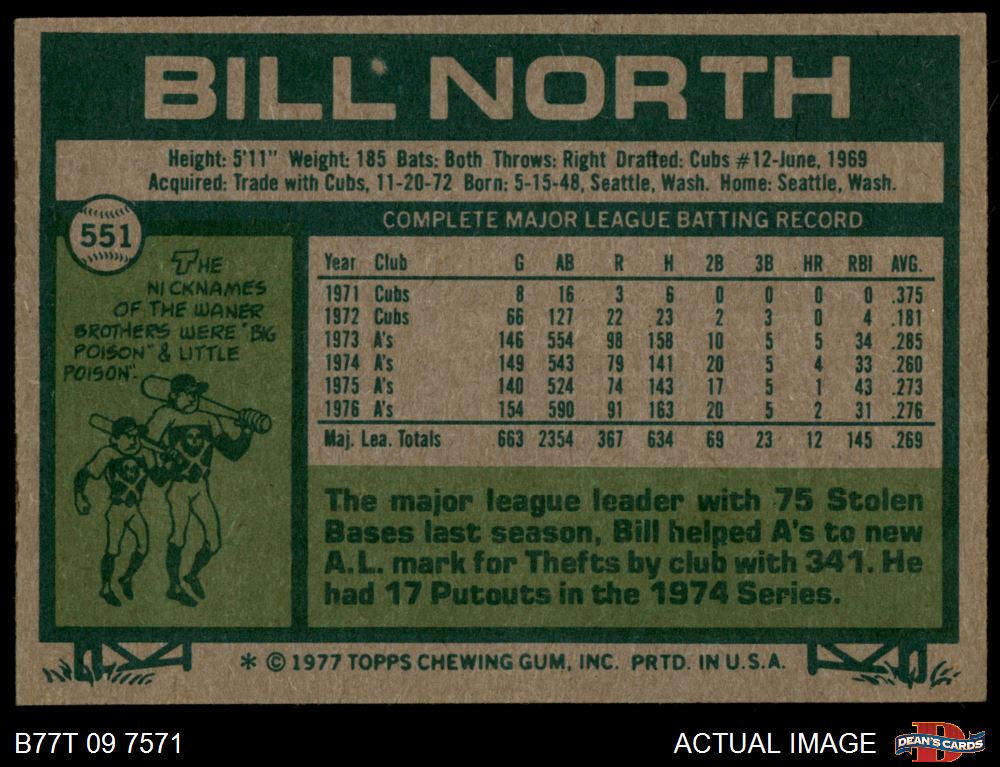 BILL NORTH
Height: 5'11" Weight: 185 Bats: Both Throws: Right Drafted: Cubs #12-June, 1969
Acquired: Trade with Cubs, 11-20-72 Born: 5-15-48, Seattle, Wash. Home: Seattle, Wash.
551
THE
NICKNAMES
OF THE WANER
BROTHERS WERE "BIG
POISON" & LITTLE
POISON".
COMPLETE MAJOR LEAGUE BATTING RECORD
Year Club G AB R H 2B 3B HR RBI AVG.
1971 Cubs 8 16 3 6 0 0 0 0 .375
1972 Cubs 66 127 22 23 2 3 0 4 .181
1973 A's 146 554 98 158 10 5 5 34 .285
1974 A's 149 543 79 141 20 5 4 33 .260
1975 A's 140 524 74 143 17 5 1 43 .273
1976 A's 154 590 91 163 20 5 2 31 .276
Maj. Lea. Totals 663 2354 367 634 69 23 12 145 .269
The major league leader with 75 Stolen
Bases last season, Bill helped A's to new
A.L. mark for Thefts by club with 341. He
had 17 Putouts in the 1974 Series.
* © 1977 TOPPS CHEWING GUM, INC. PRTD. IN U.S.A.
B77T 09 7571
ACTUAL IMAGE
D
DEAN'S CARDS